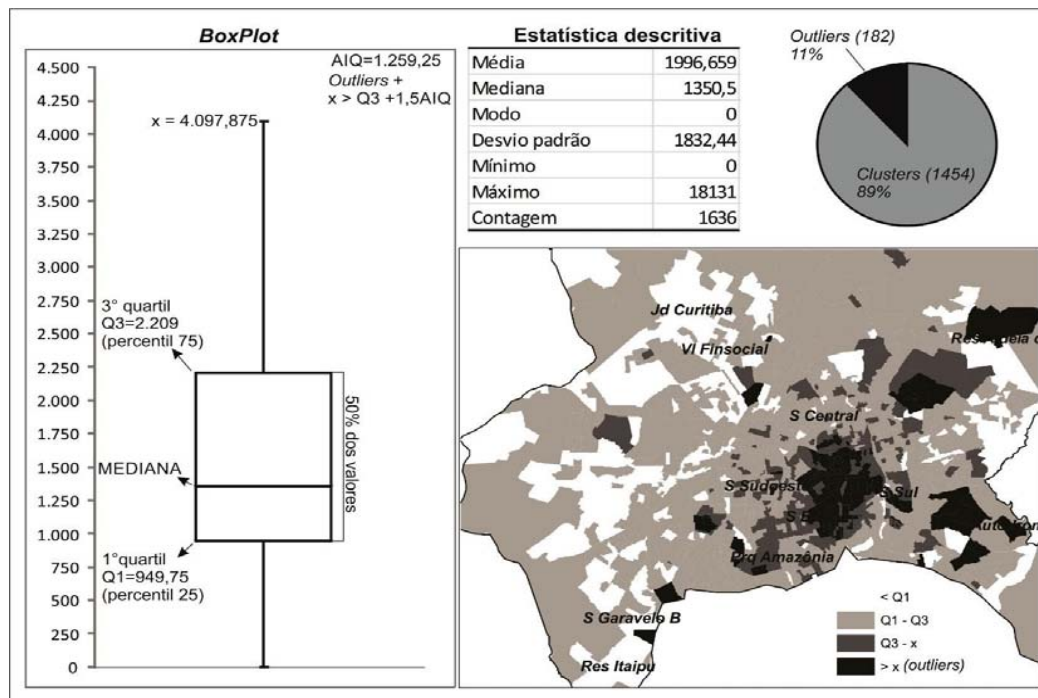 BoxPlot
4.500
4.250
4.000
3.750
3.500
3.250
3.000
2.750
2.500
2.250
2.000
1.750
1.500
1.250
1.000
750
500
250
0
AIQ=1.259,25
Outliers +
x > Q3 +1,5AIQ
x = 4.097,875
3° quartil
Q3=2.209
(percentil 75)
MEDIANA
1°quartil
Q1=949,75
(percentil 25)
50% dos valores
Estatística descritiva
Média 1996,659
Mediana 1350,5
Modo 0
Desvio padrão 1832,44
Mínimo 0
Máximo 18131
Contagem 1636
Outliers (182)
11%
Clusters (1454)
89%
Jd Curitiba
Vl Finsocial
S Central
S Sudoest
S Sul
S
Prq Amazônia
S Garavelo B
Res Itaipu
< Q1
Q1 - Q3
Q3 - x
> x (outliers)